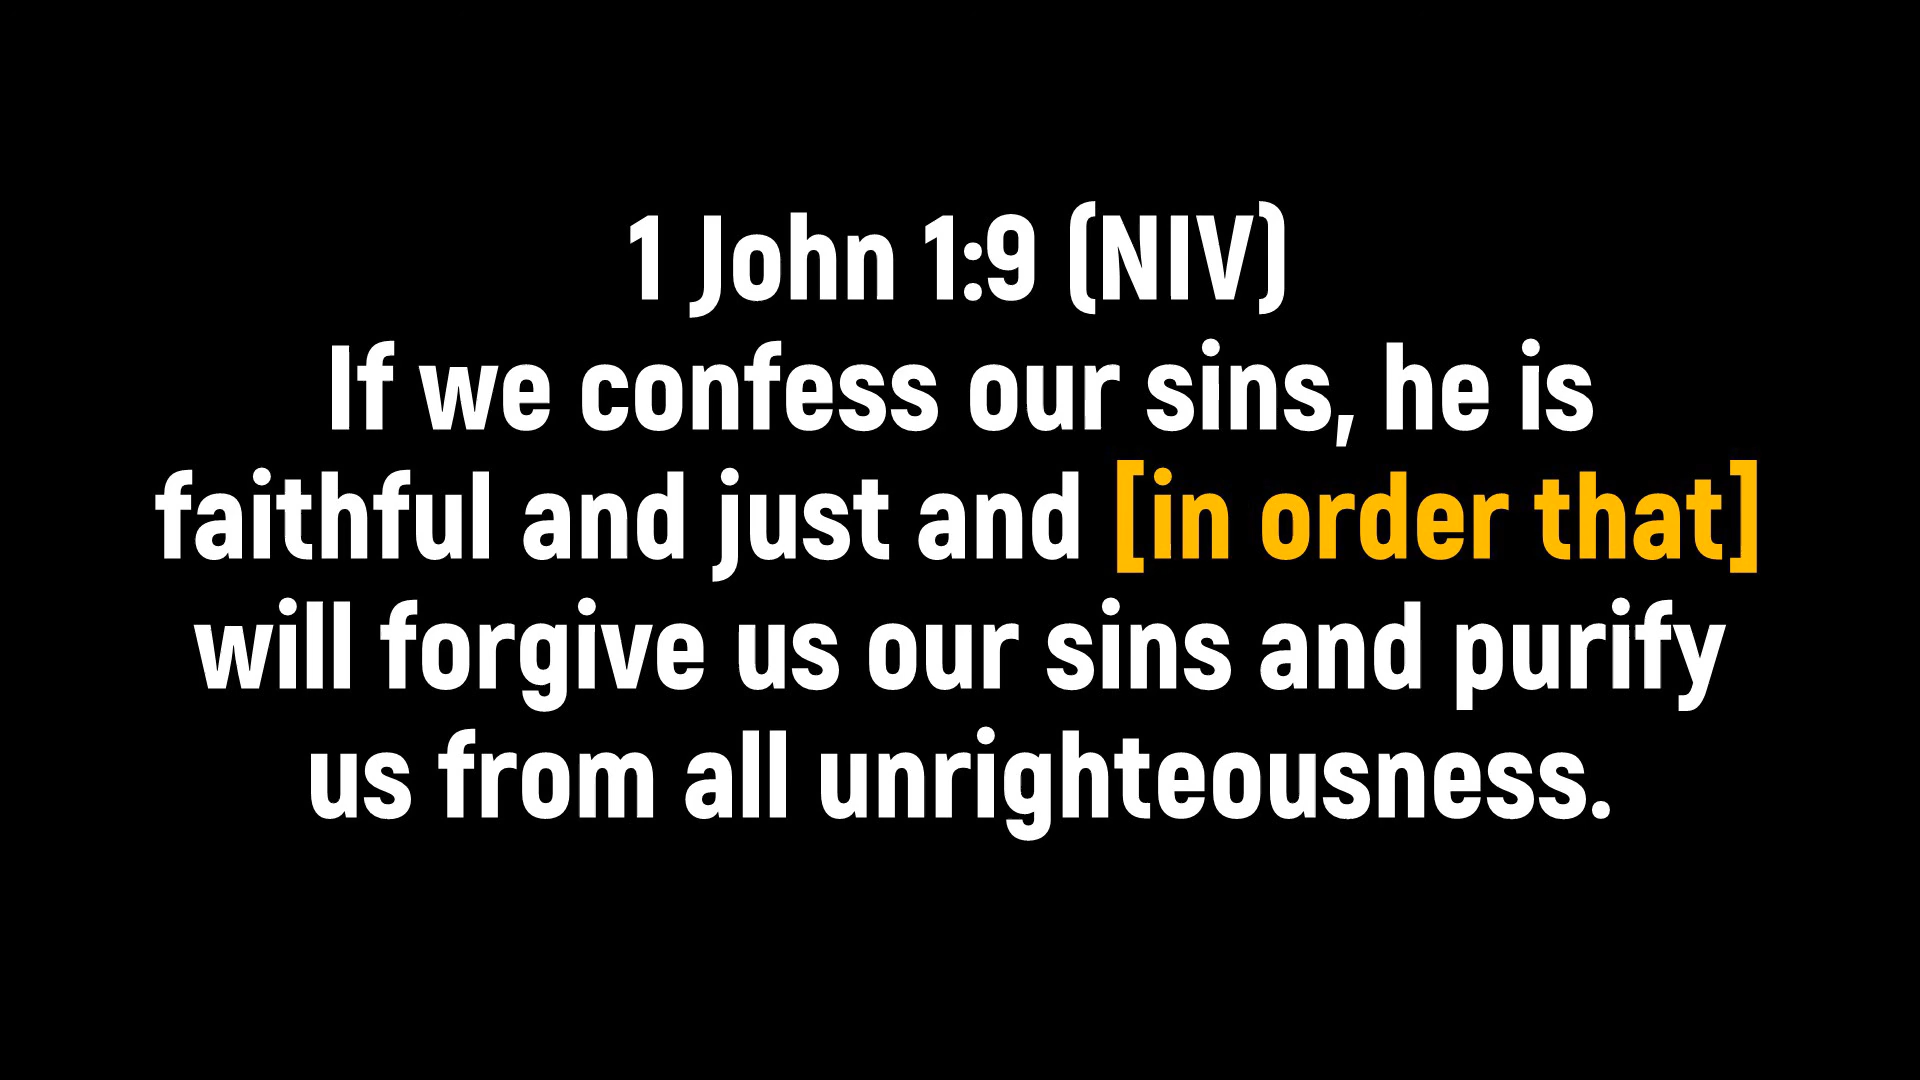 1 John 1:9 (NIV)
If we confess our sins, he is
faithful and just and [in order that]
will forgive us our sins and purify
us from all unrighteousness.